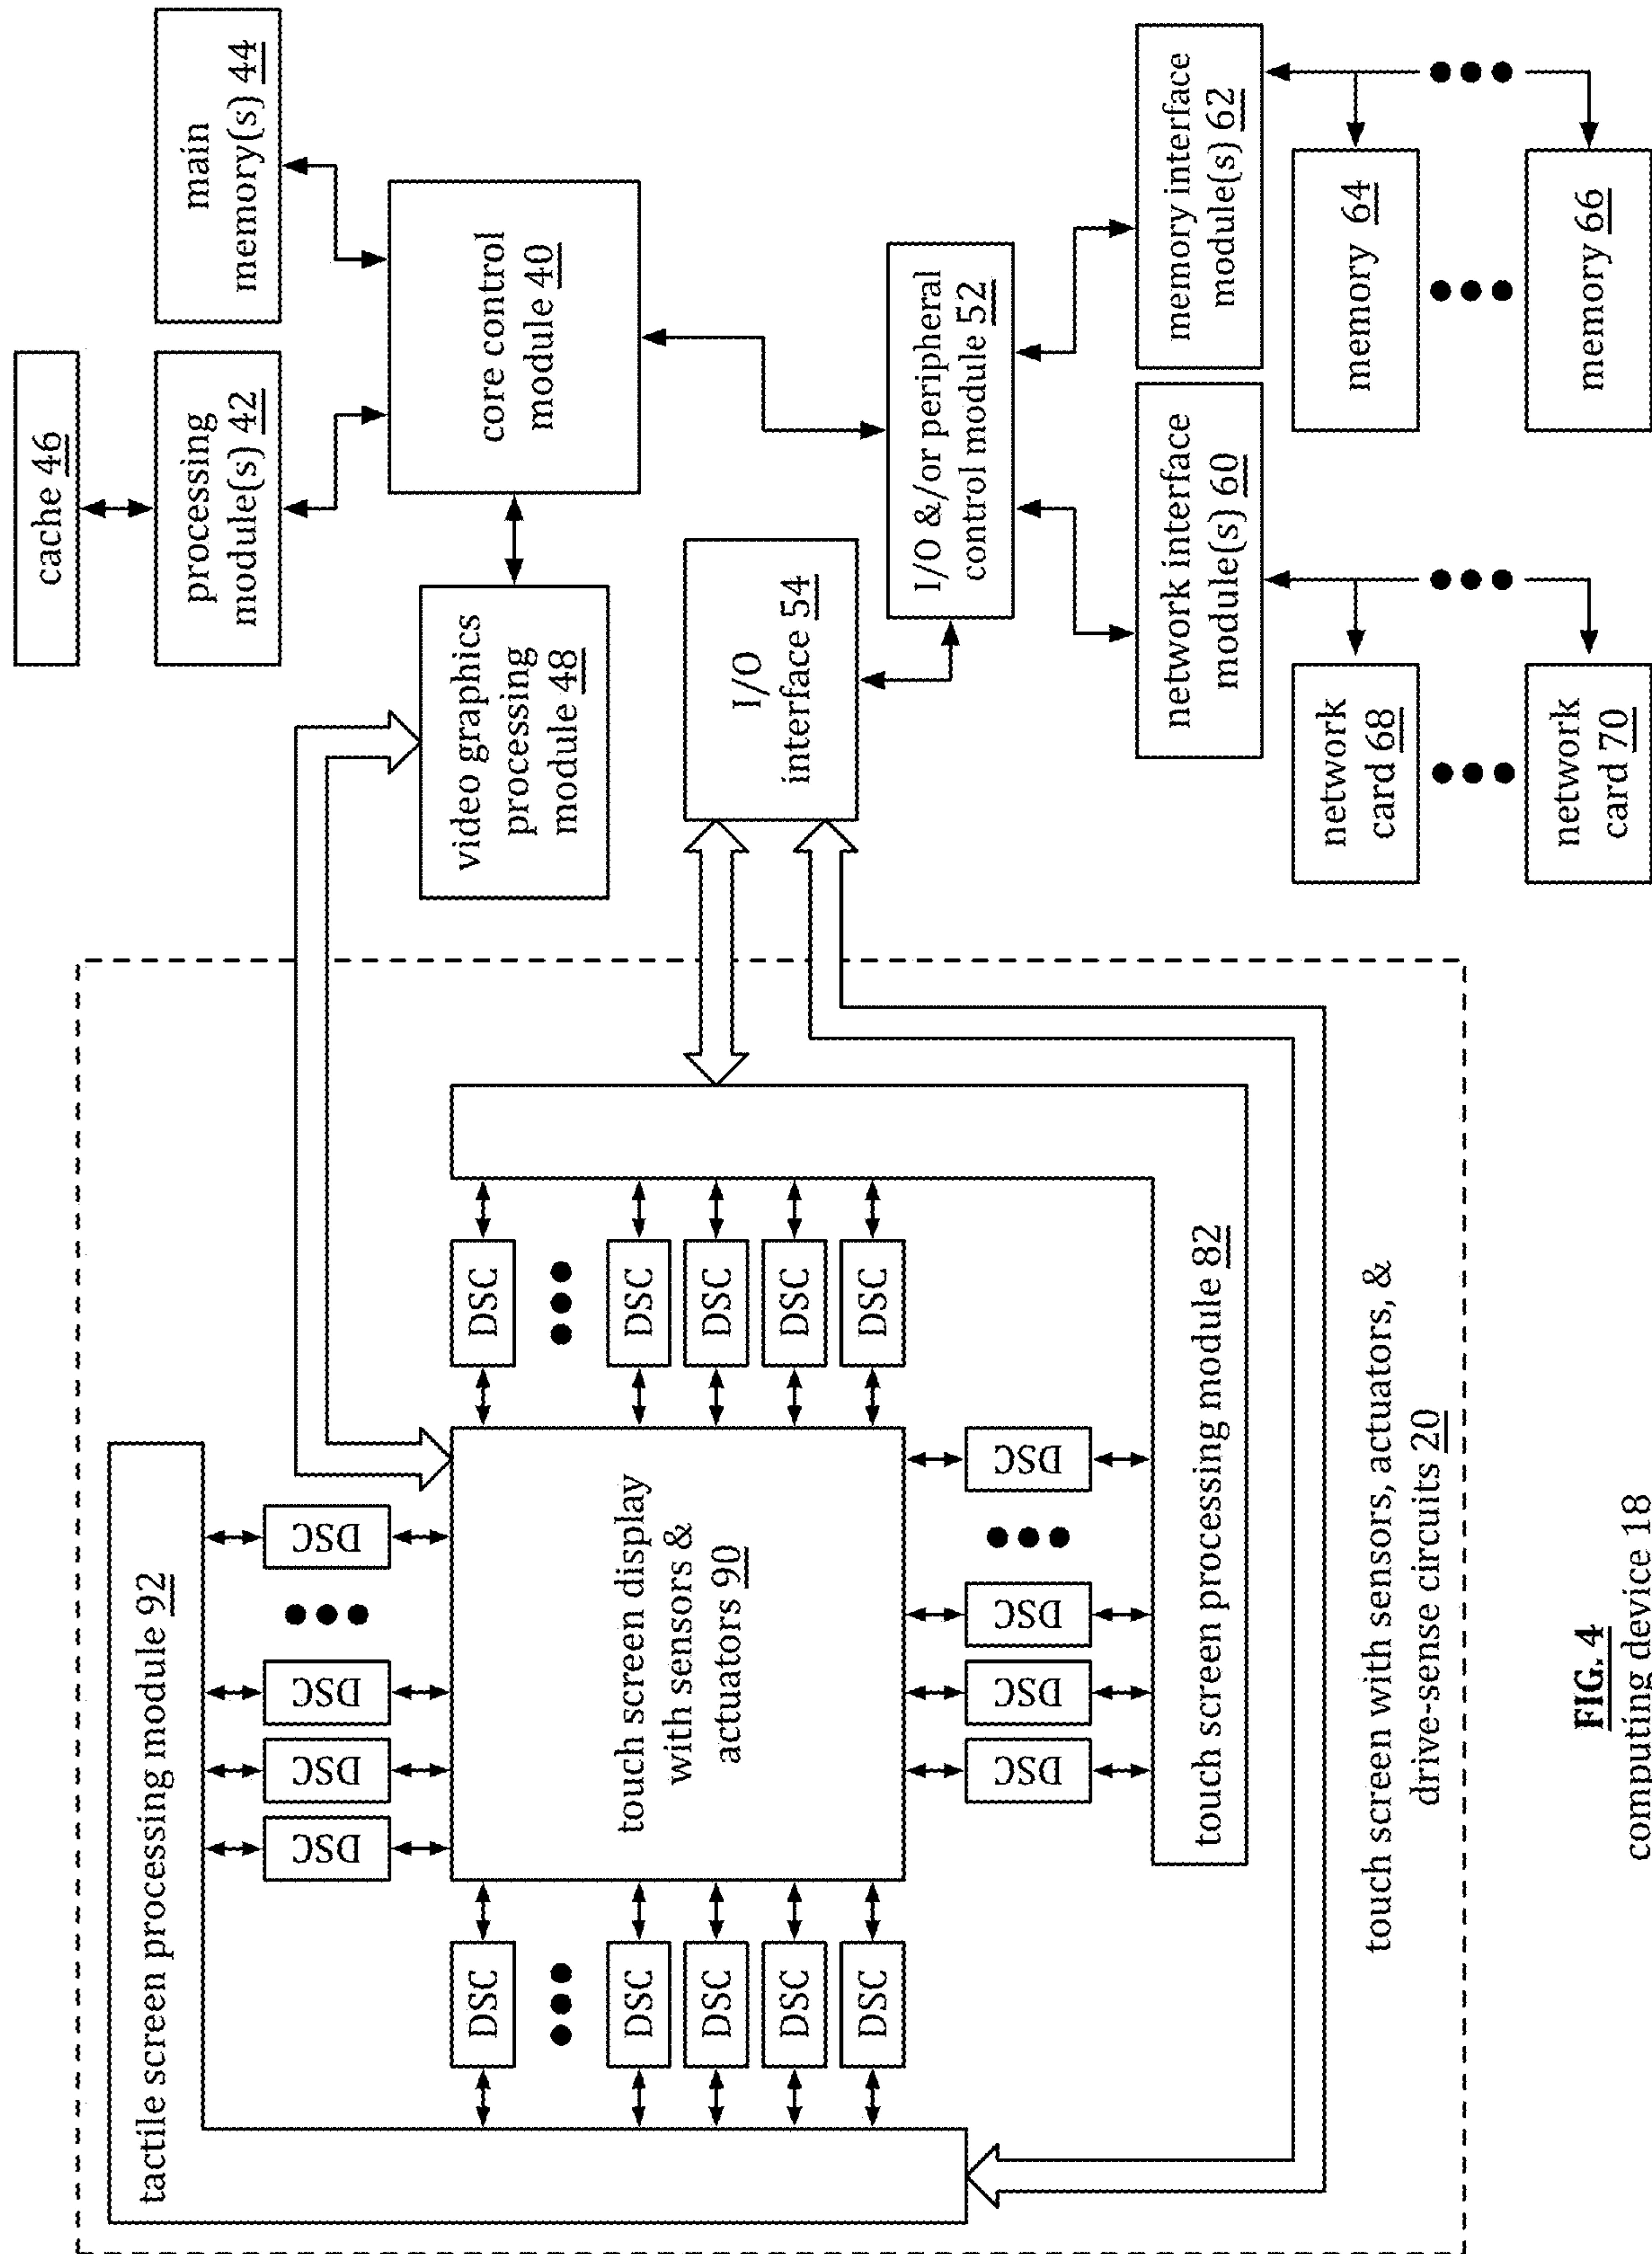 tactile screen processing module 92
DSC
DSC
DSC
DSC
DSC
DSC
DSC
DSC
DSC
touch screen display
with sensors &
actuators 90
DSC
DSC
DSC
DSC
DSC
DSC
DSC
DSC
DSC
touch screen processing module 82
touch screen with sensors, actuators, &
drive-sense circuits 20
cache 46
processing
module(s) 42
main
memory(s) 44
core control
module 40
video graphics
processing
module 48
I/O
interface 54
I/O &/or peripheral
control module 52
network interface
module(s) 60
memory interface
module(s) 62
network
card 68
memory 64
network
card 70
memory 66
FIG. 4
computing device 18